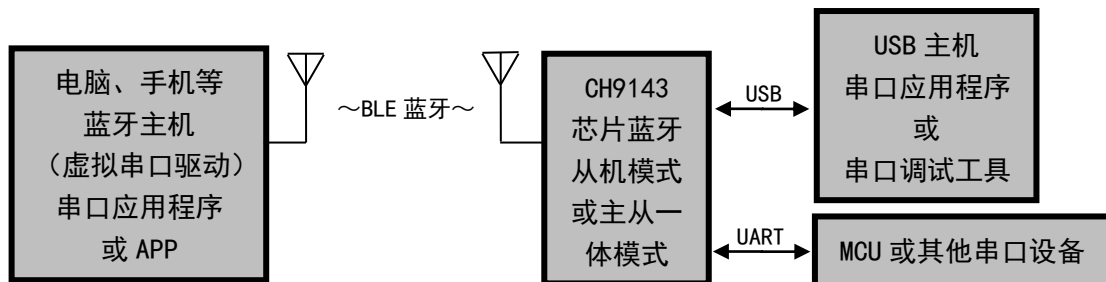 电脑、手机等
蓝牙主机
（虚拟串口驱动）
串口应用程序
或 APP
～BLE 蓝牙～
CH9143
芯片蓝牙
从机模式
或主从一
体模式
USB
UART
USB 主机
串口应用程序
或
串口调试工具
MCU 或其他串口设备